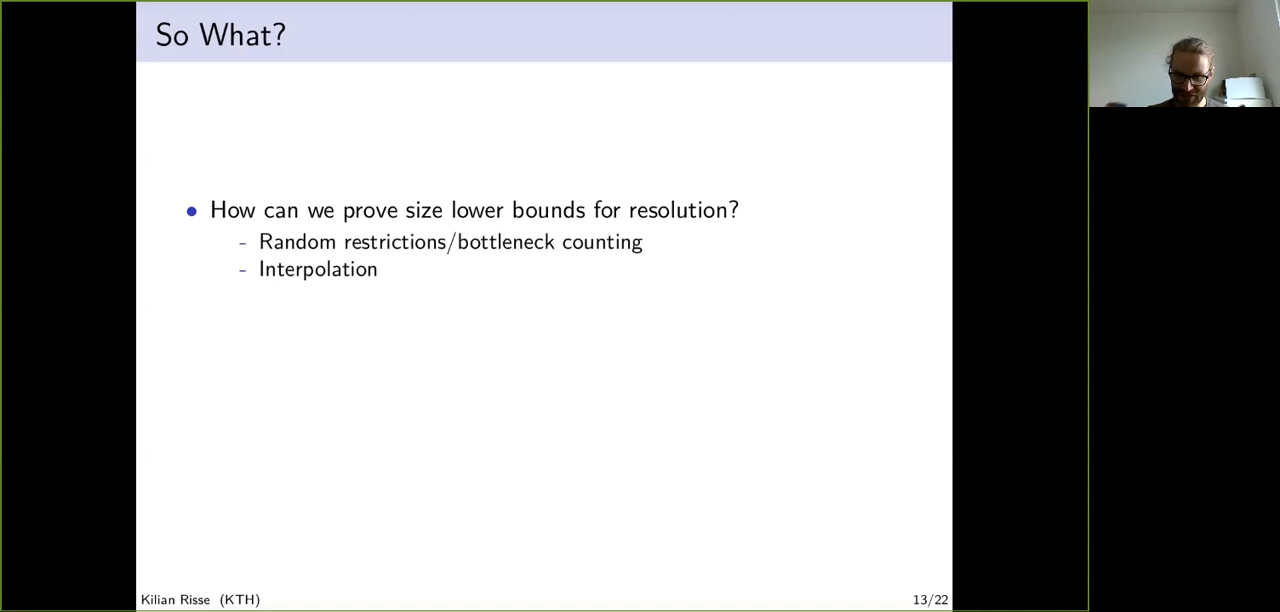 So What?
• How can we prove size lower bounds for resolution?
- Random restrictions/bottleneck counting
- Interpolation
Kilian Risse (KTH)
13/22